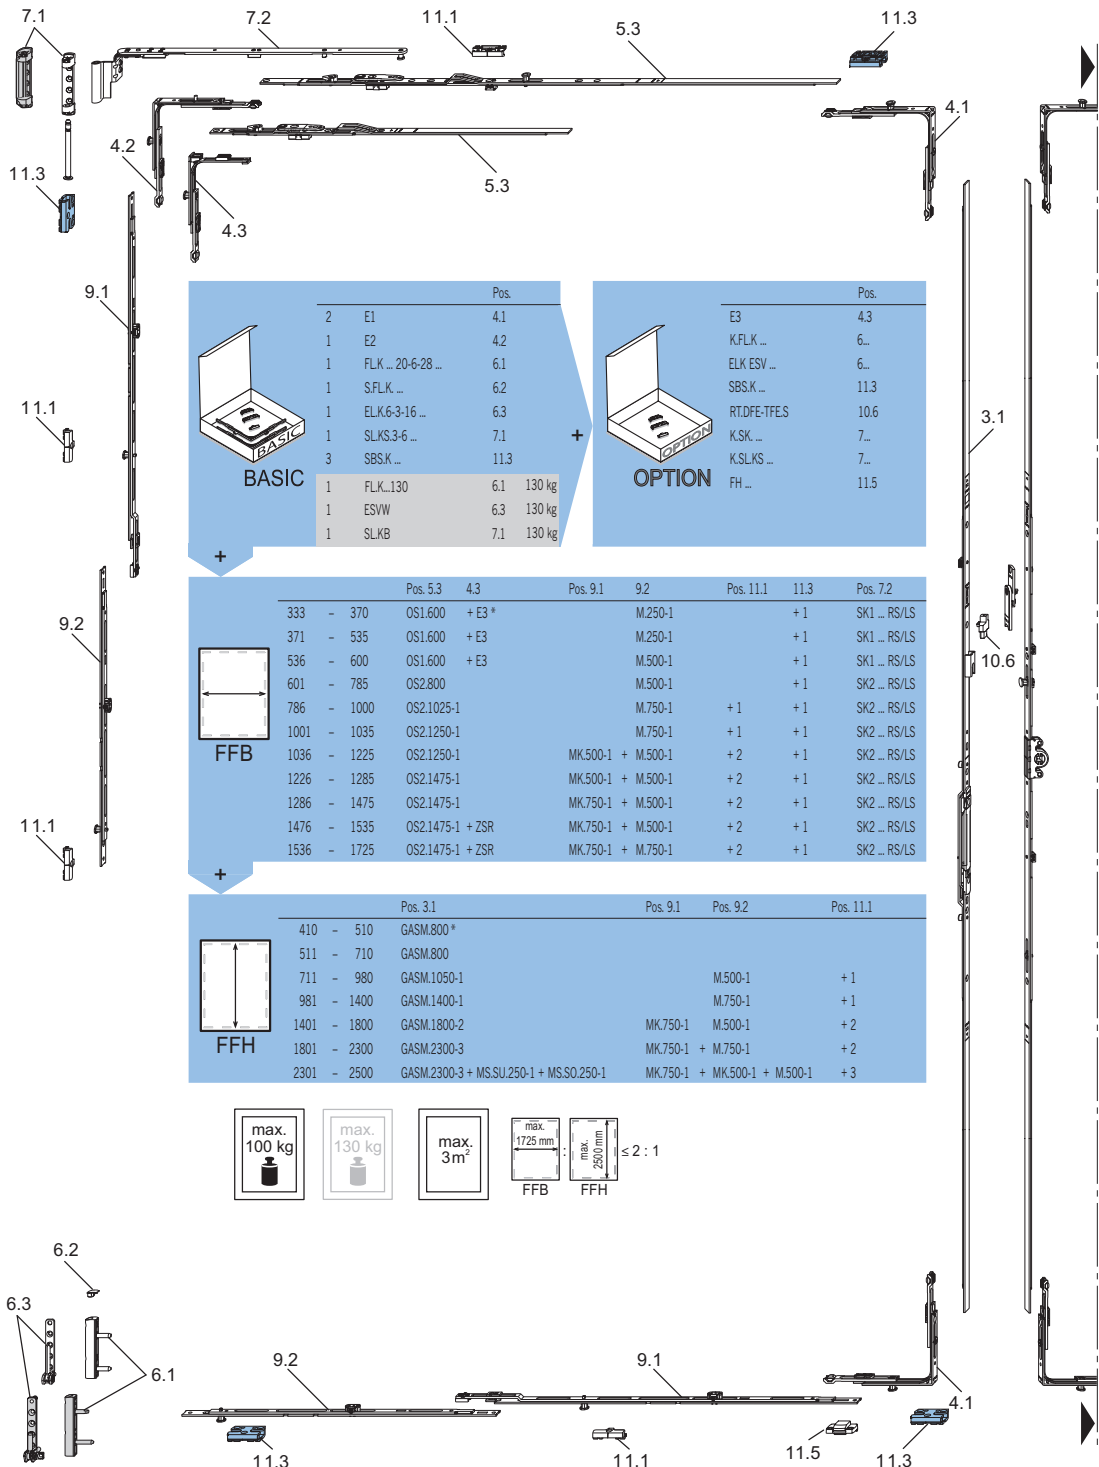 7.1 7.2 11.1 11.3
5.3
4.2 4.1
11.3 5.3
4.3
9.1
11.1
9.2
11.1
3.1
10.6
BASIC
BASIC
Pos.
2 E1 4.1
1 E2 4.2
1 FL.K ... 20-6-28 ... 6.1
1 S.FL.K. ... 6.2
1 EL.K.6-3-16 ... 6.3
1 SL.KS.3-6 ... 7.1
3 SBS.K ... 11.3
1 FL.K...130 6.1 130 kg
1 ESVW 6.3 130 kg
1 SL.KB 7.1 130 kg
+
OPTION
OPTION
Pos.
E3 4.3
K.FL.K ... 6...
ELK ESV ... 6...
SBS.K ... 11.3
RT.DFE-TFE.S 10.6
K.SK. ... 7...
K.SL.KS ... 7...
FH ... 11.5
+
FFB
Pos. 5.3 4.3 Pos. 9.1 9.2 Pos. 11.1 11.3 Pos. 7.2
333 – 370 OS1.600 + E3 * M.250-1 + 1 SK1 ... RS/LS
371 – 535 OS1.600 + E3 M.250-1 + 1 SK1 ... RS/LS
536 – 600 OS1.600 + E3 M.500-1 + 1 SK1 ... RS/LS
601 – 785 OS2.800 M.500-1 + 1 SK2 ... RS/LS
786 – 1000 OS2.1025-1 M.750-1 + 1 + 1 SK2 ... RS/LS
1001 – 1035 OS2.1250-1 M.750-1 + 1 + 1 SK2 ... RS/LS
1036 – 1225 OS2.1250-1 MK.500-1 + M.500-1 + 2 + 1 SK2 ... RS/LS
1226 – 1285 OS2.1475-1 MK.500-1 + M.500-1 + 2 + 1 SK2 ... RS/LS
1286 – 1475 OS2.1475-1 MK.750-1 + M.500-1 + 2 + 1 SK2 ... RS/LS
1476 – 1535 OS2.1475-1 + ZSR MK.750-1 + M.500-1 + 2 + 1 SK2 ... RS/LS
1536 – 1725 OS2.1475-1 + ZSR MK.750-1 + M.750-1 + 2 + 1 SK2 ... RS/LS
+
FFH
Pos. 3.1 Pos. 9.1 Pos. 9.2 Pos. 11.1
410 – 510 GASM.800 *
511 – 710 GASM.800
711 – 980 GASM.1050-1 M.500-1 + 1
981 – 1400 GASM.1400-1 M.750-1 + 1
1401 – 1800 GASM.1800-2 MK.750-1 M.500-1 + 2
1801 – 2300 GASM.2300-3 MK.750-1 + M.750-1 + 2
2301 – 2500 GASM.2300-3 + MS.SU.250-1 + MS.SO.250-1 MK.750-1 + MK.500-1 + M.500-1 + 3
max.
100 kg
max.
130 kg
max.
3m²
max.
1725 mm
FFB
:
max.
2500 mm
FFH
≤ 2 : 1
6.2
6.3
6.1
9.2
9.1
4.1
11.3
11.1
11.5
11.3